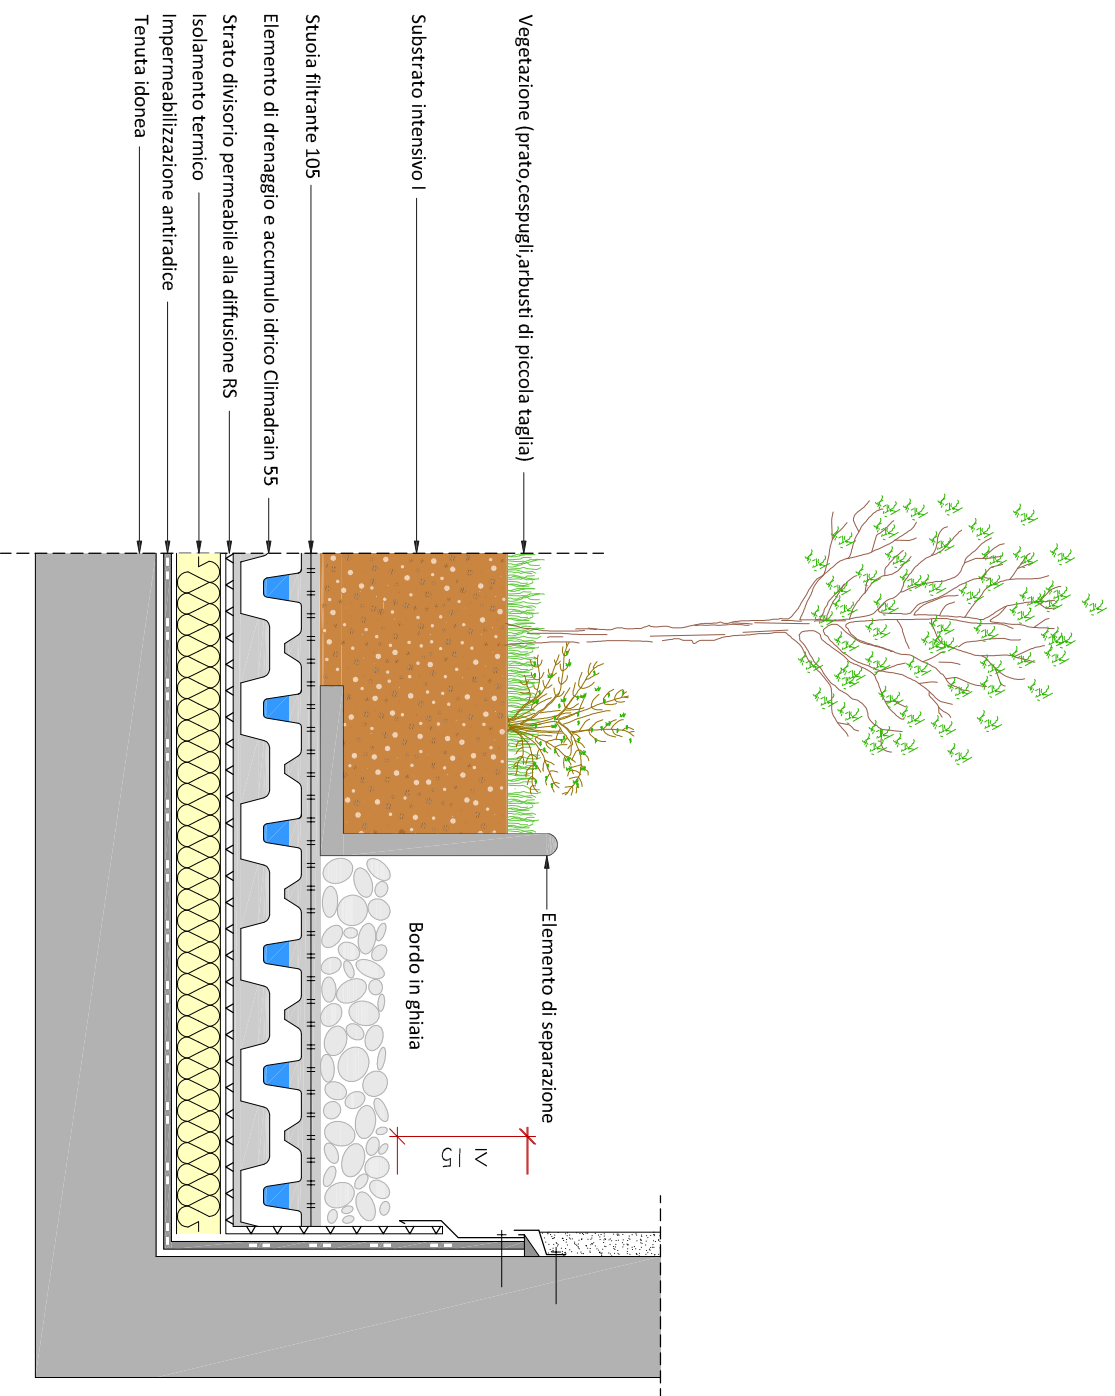 Vegetazione (prato,cespugli,arbusti di piccola taglia)
Substrato intensivo I
Stuoia filtrante 105
Elemento di drenaggio e accumulo idrico Climadrain 55
Strato divisorio permeabile alla diffusione RS
Isolamento termico
Impermeabilizzazione antiradice
Tenuta idonea
Elemento di separazione
Bordo in ghiaia
≥ 15